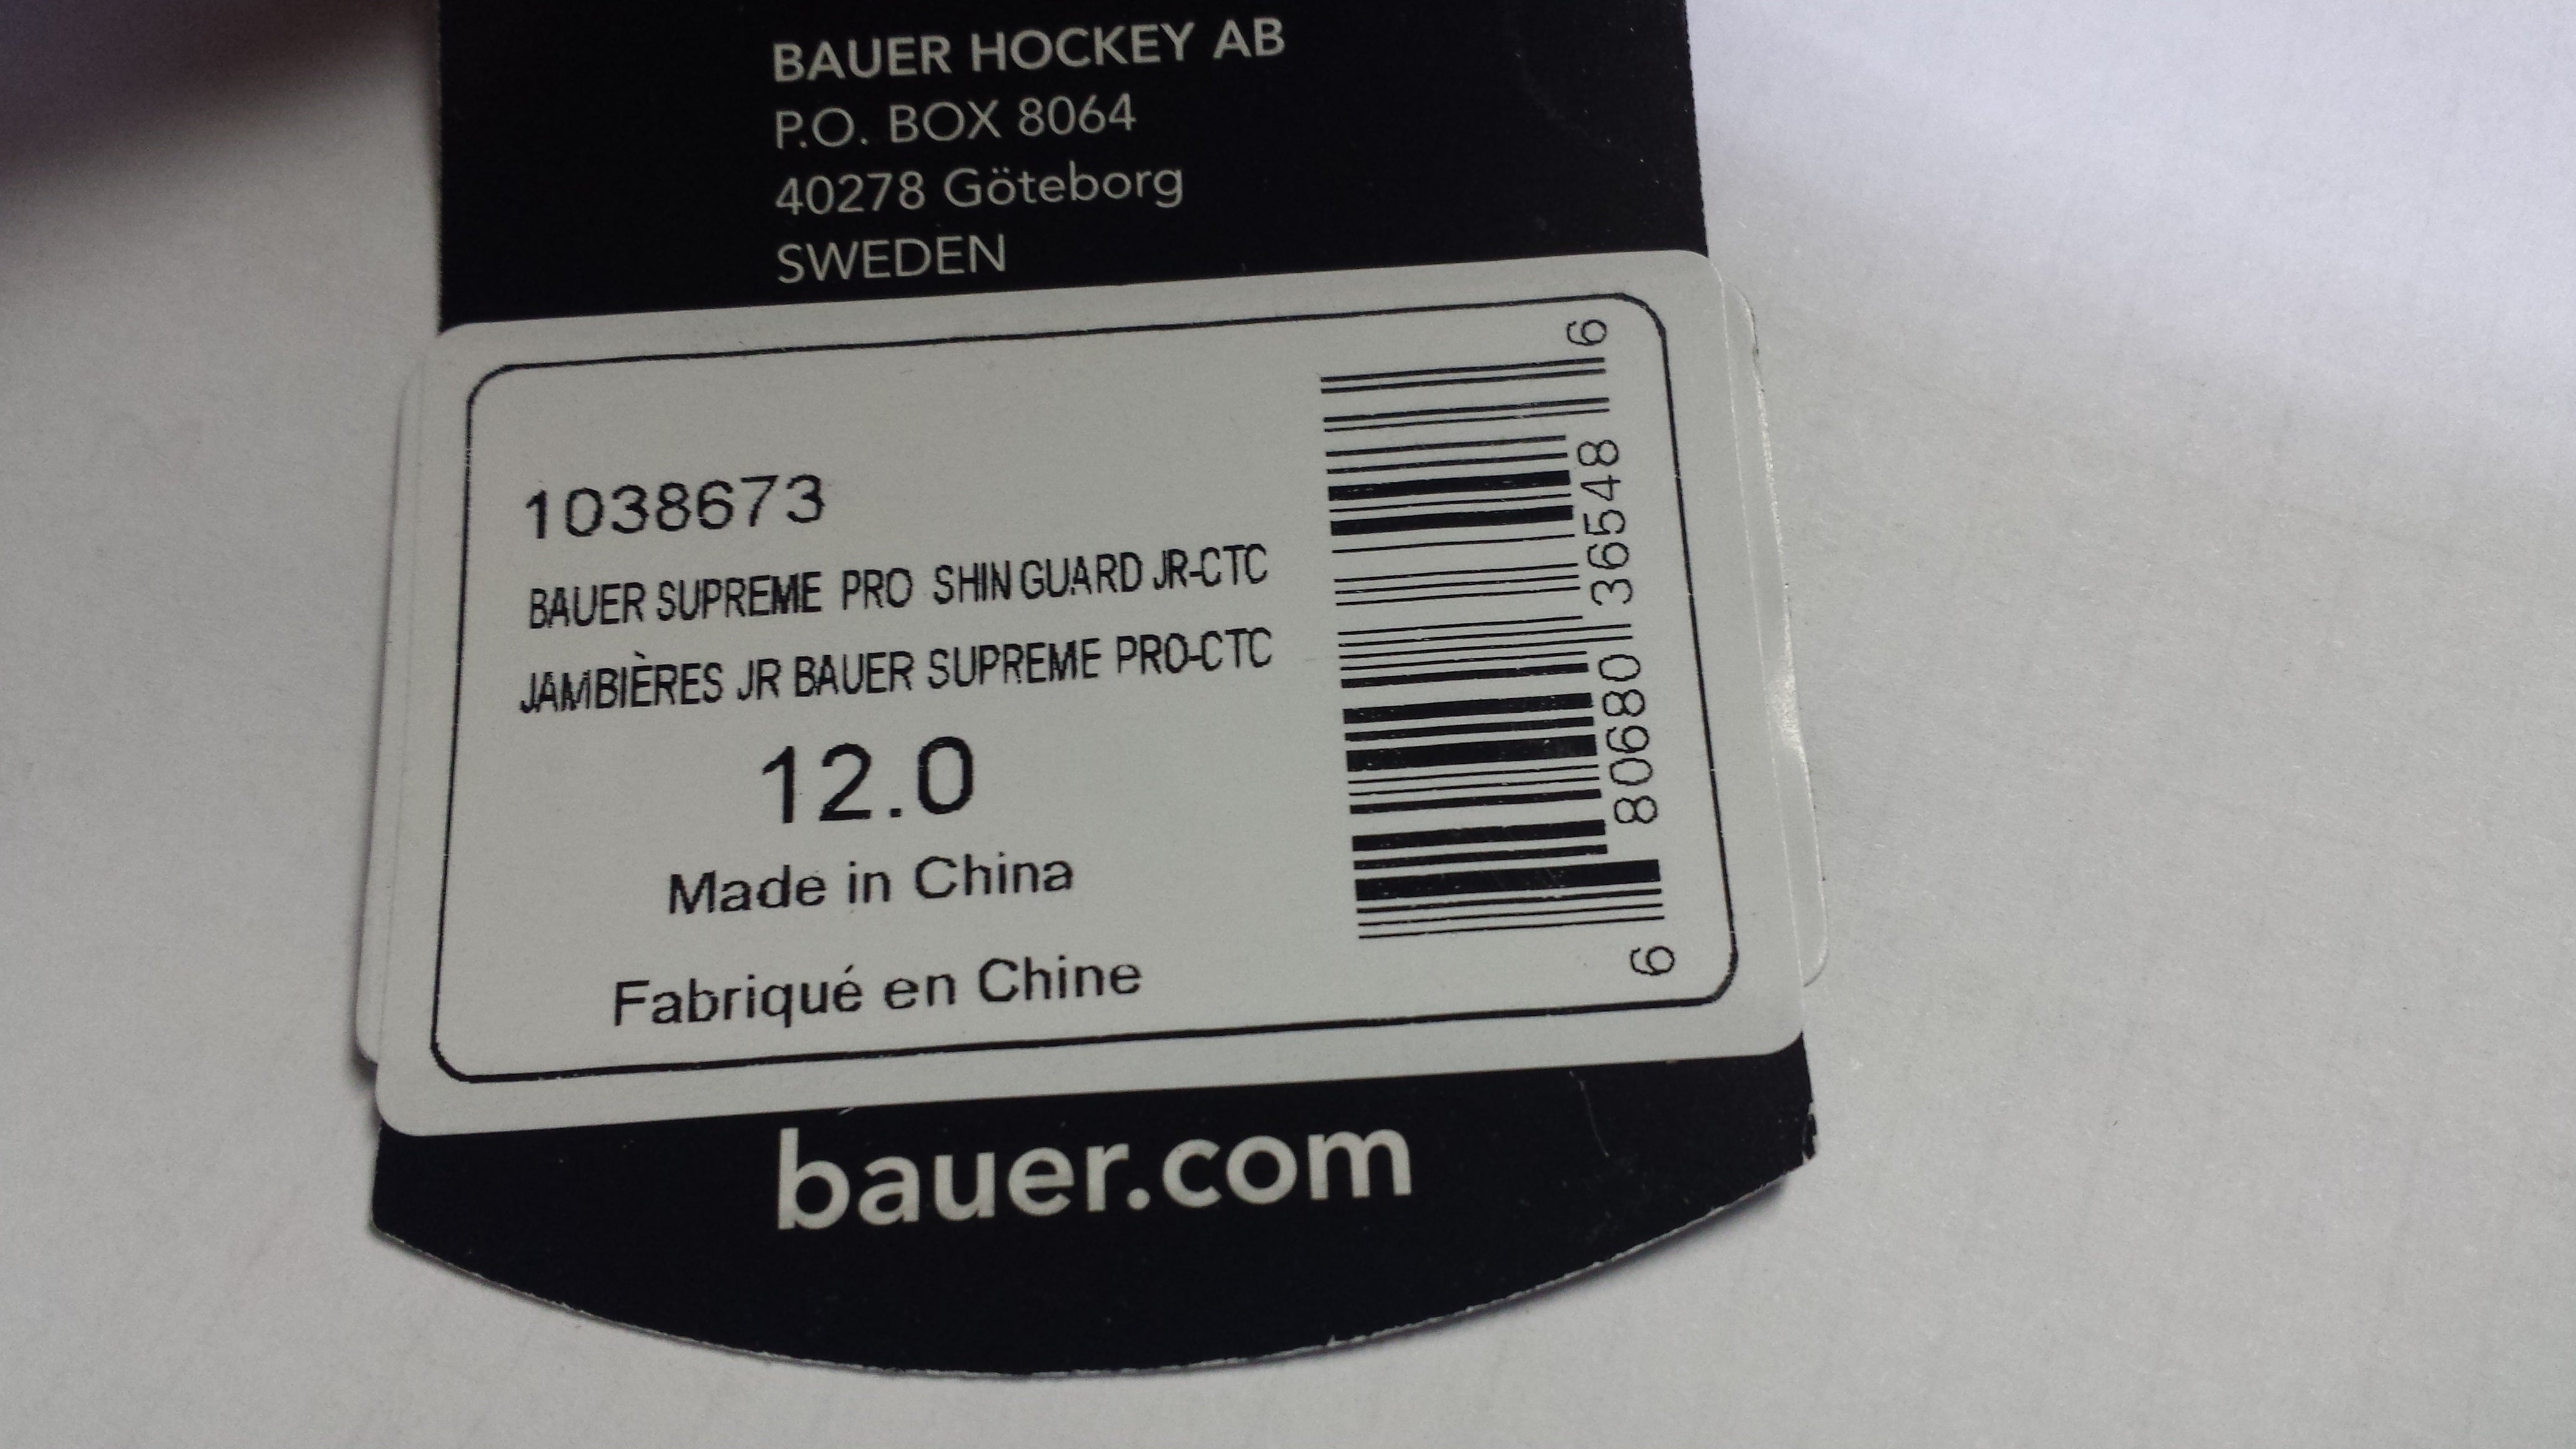 BAUER HOCKEY AB
P.O. BOX 8064
40278 Göteborg
SWEDEN
1038673
BAUER SUPREME PRO SHIN GUARD JR-CTC
JAMBIÈRES JR BAUER SUPREME PRO-CTC
12.0
Made in China
Fabriqué en Chine
6 80680 36548 6
bauer.com